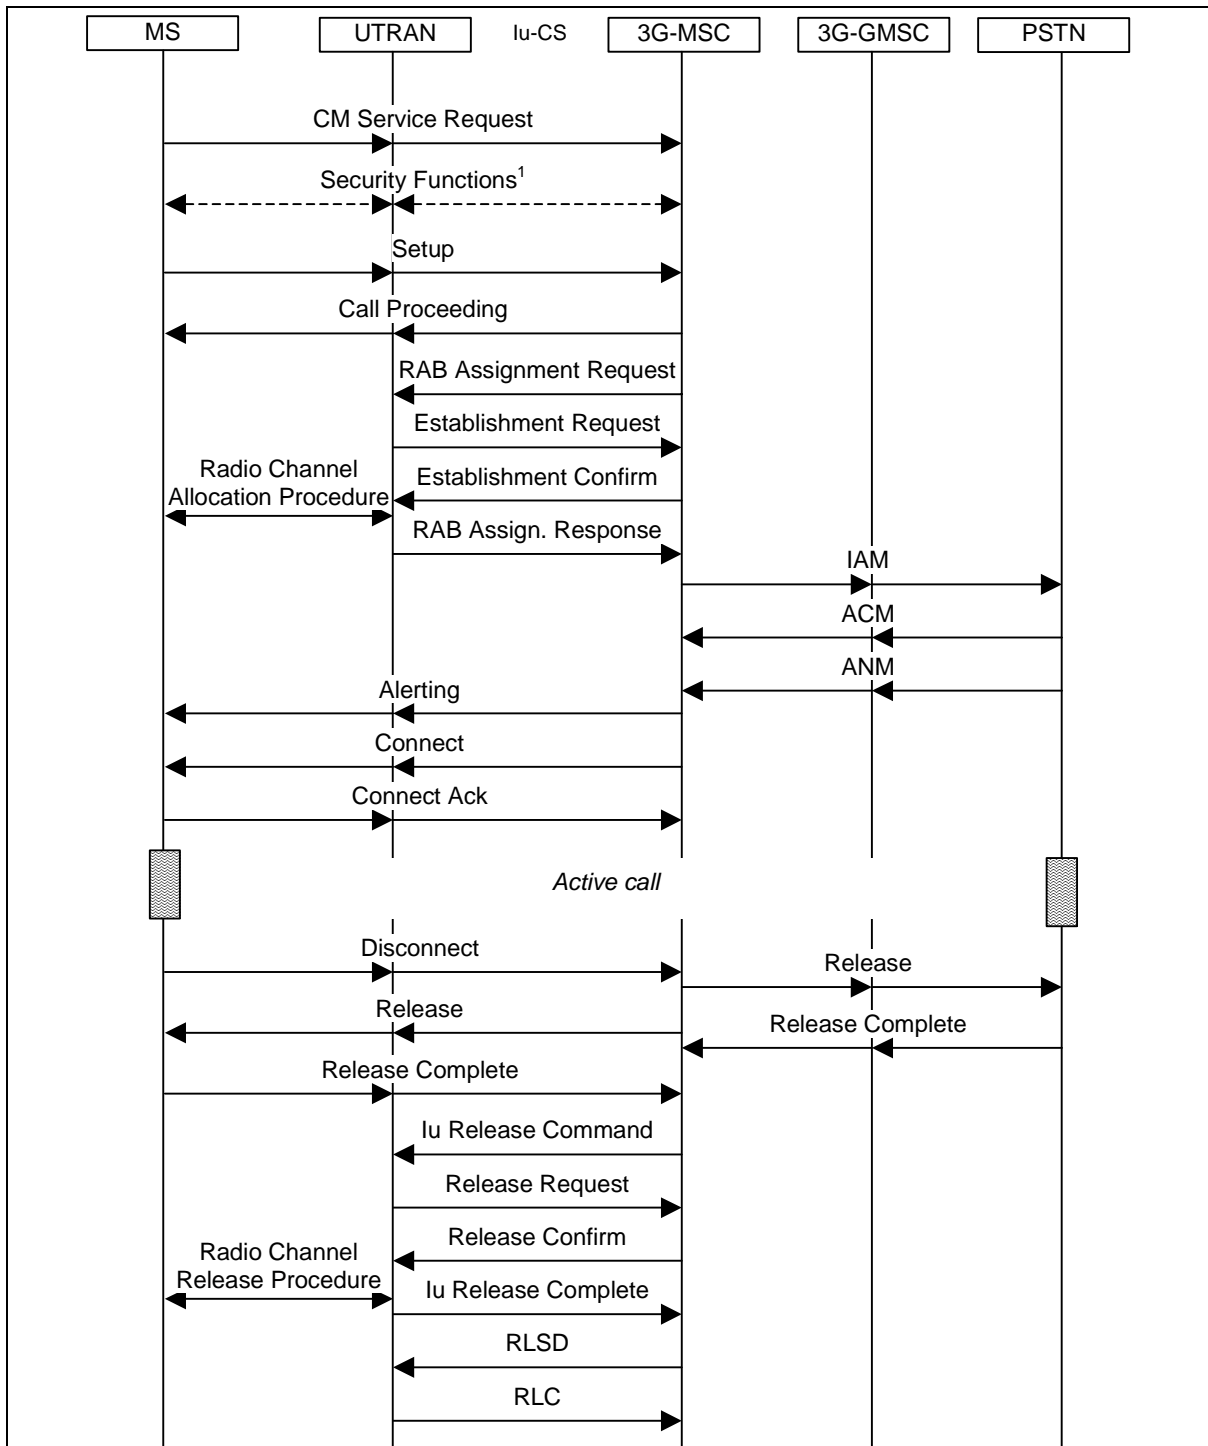 MS UTRAN Iu-CS 3G-MSC 3G-GMSC PSTN
CM Service Request
Security Functions¹
Setup
Call Proceeding
RAB Assignment Request
Establishment Request
Radio Channel
Allocation Procedure
Establishment Confirm
RAB Assign. Response
IAM
ACM
ANM
Alerting
Connect
Connect Ack
Active call
Disconnect
Release
Release
Release Complete
Release Complete
Iu Release Command
Release Request
Release Confirm
Radio Channel
Release Procedure
Iu Release Complete
RLSD
RLC